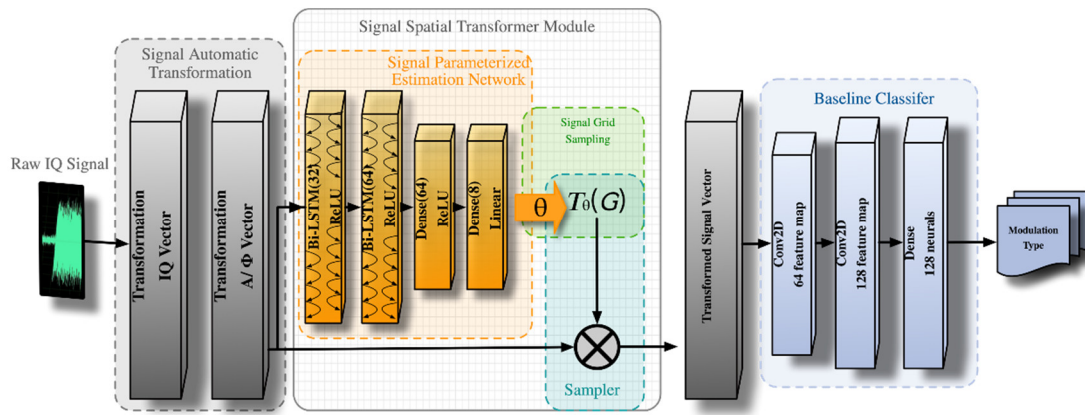 Signal Spatial Transformer Module
Signal Automatic
Transformation
Signal Parameterized
Estimation Network
Raw IQ Signal
Transformation
IQ Vector
Transformation
A/ Φ Vector
Bi-LSTM(32)
ReLU
Bi-LSTM(64)
ReLU
Dense(64)
ReLU
Dense(8)
Linear
θ
Signal Grid
Sampling
Tθ(G)
Sampler
Transformed Signal Vector
Baseline Classifer
Conv2D
64 feature map
Conv2D
128 feature map
Dense
128 neurals
Modulation
Type